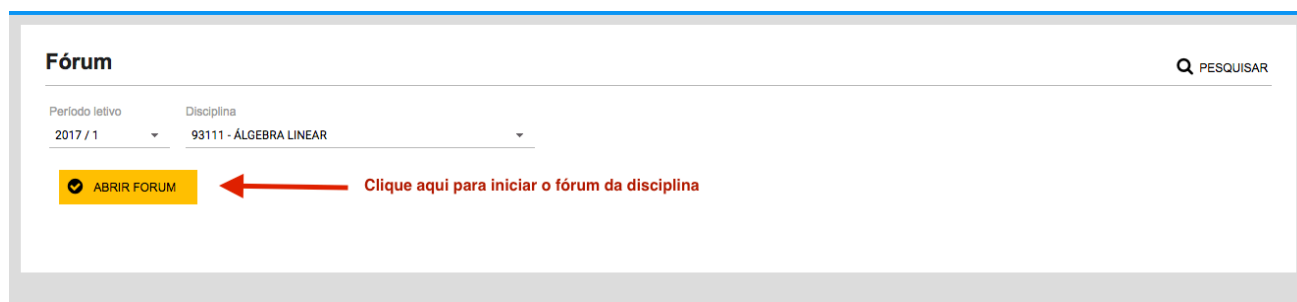 Fórum
PESQUISAR
Período letivo
Disciplina
2017 / 1
93111 - ÁLGEBRA LINEAR
ABRIR FORUM
Clique aqui para iniciar o fórum da disciplina